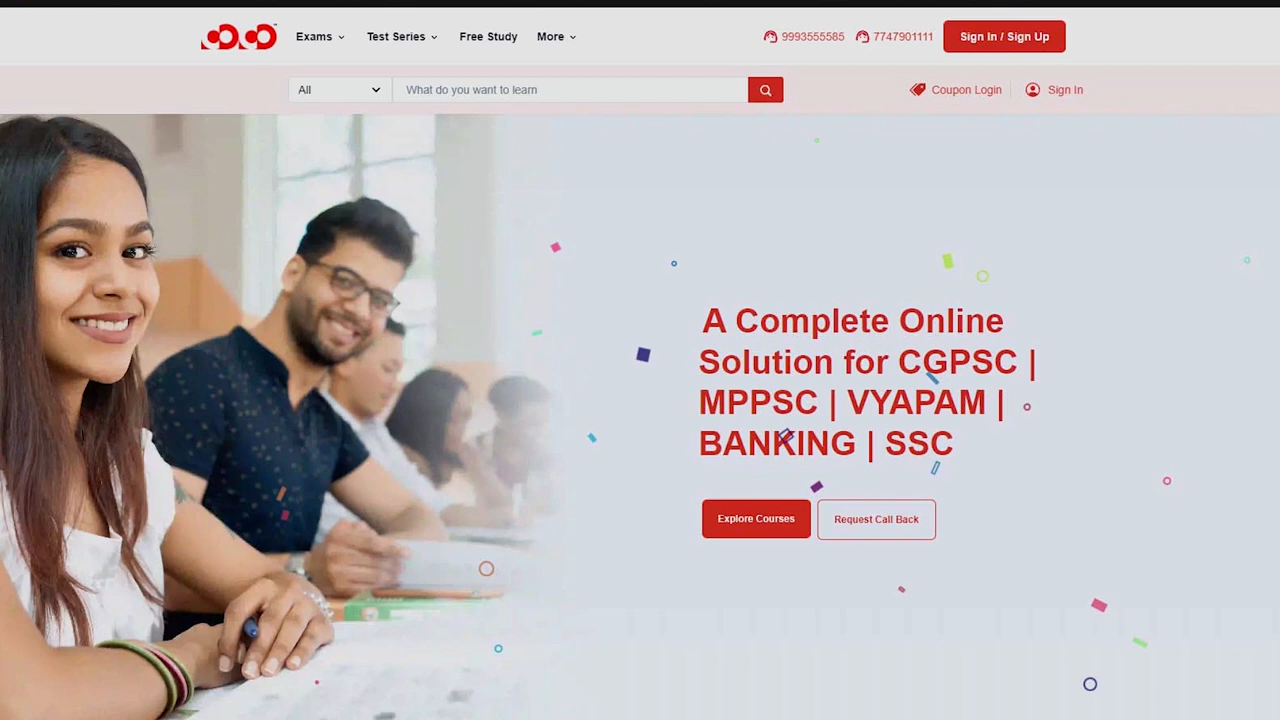 Exams
Test Series
Free Study
More
9993555585
7747901111
Sign In / Sign Up
All
What do you want to learn
Coupon Login
Sign In
A Complete Online
Solution for CGPSC |
MPPSC | VYAPAM |
BANKING | SSC
Explore Courses
Request Call Back